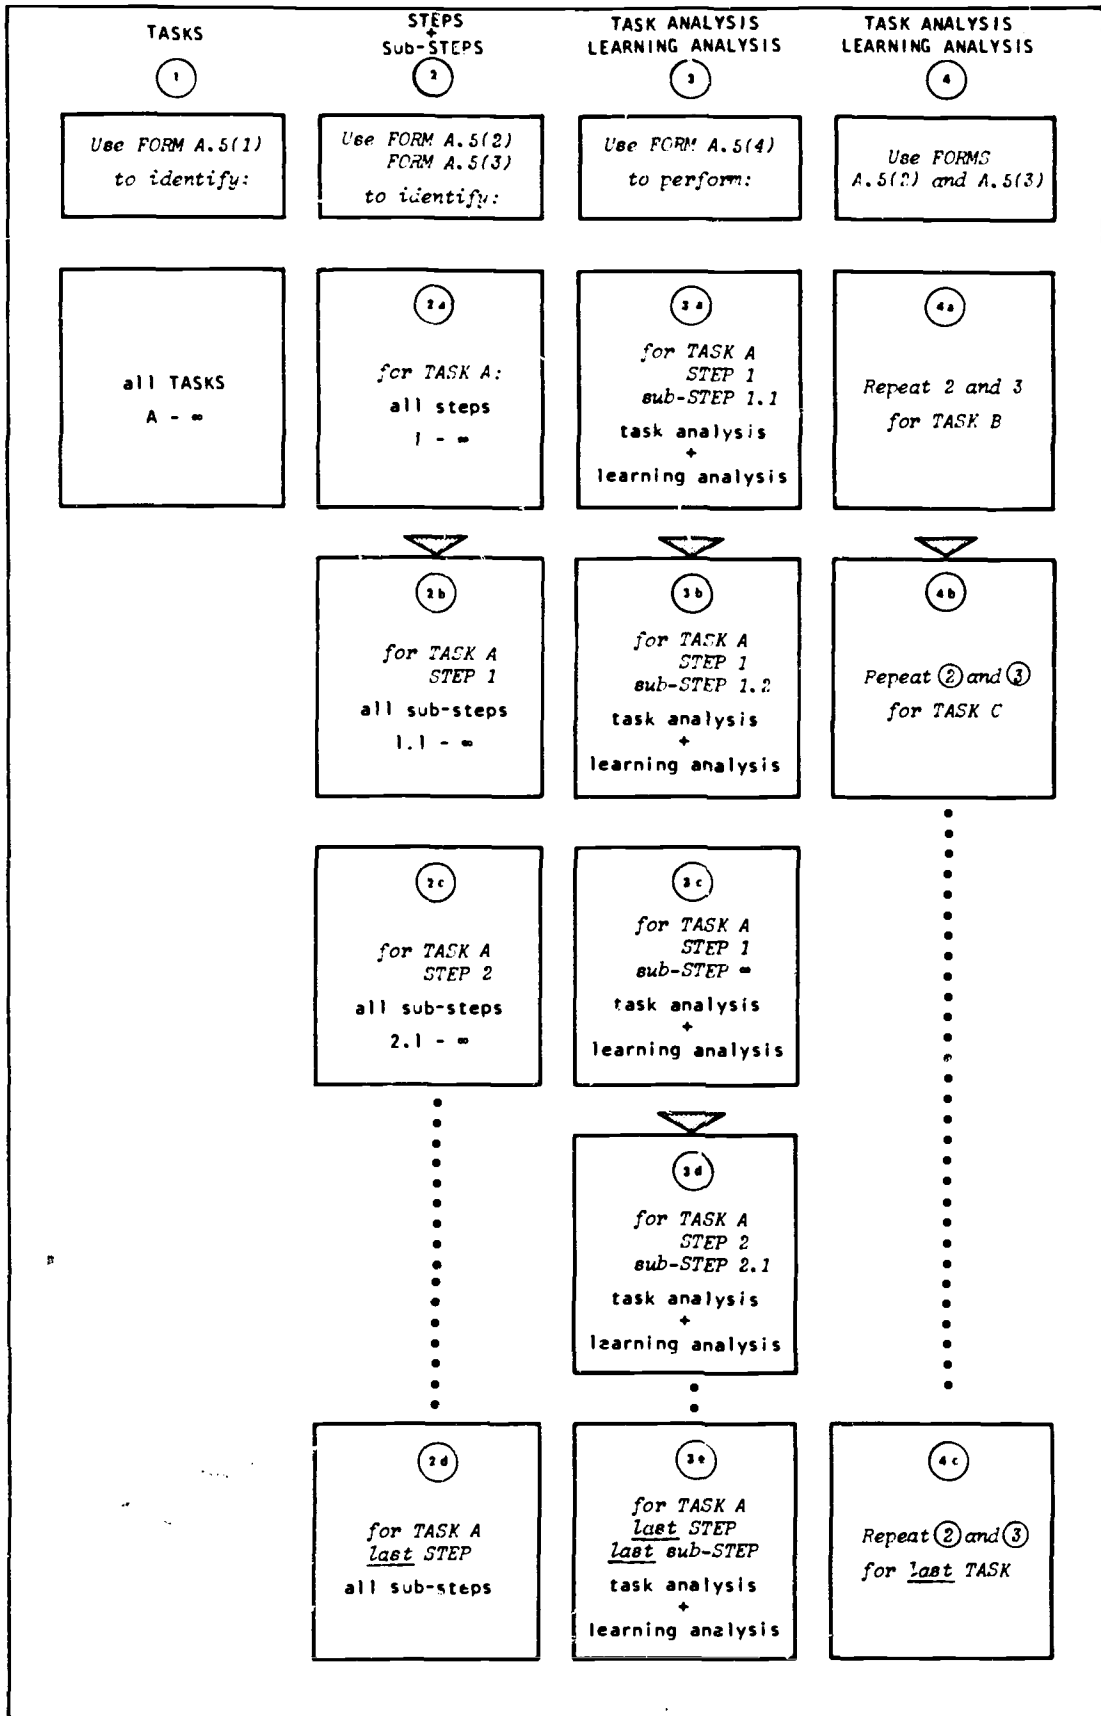 TASKS
1
Use FORM A.5(1)
to identify:
all TASKS
A - ∞
STEPS
+
Sub-STEPS
2
Use FORM A.5(2)
FORM A.5(3)
to identify:
2a
for TASK A:
all steps
1 - ∞
2b
for TASK A
STEP 1
all sub-steps
1.1 - ∞
2c
for TASK A
STEP 2
all sub-steps
2.1 - ∞
2d
for TASK A
last STEP
all sub-steps
TASK ANALYSIS
LEARNING ANALYSIS
3
Use FORM A.5(4)
to perform:
3a
for TASK A
STEP 1
sub-STEP 1.1
task analysis
+
learning analysis
3b
for TASK A
STEP 1
sub-STEP 1.2
task analysis
+
learning analysis
3c
for TASK A
STEP 1
sub-STEP ∞
task analysis
+
learning analysis
3d
for TASK A
STEP 2
sub-STEP 2.1
task analysis
+
learning analysis
3e
for TASK A
last STEP
last sub-STEP
task analysis
+
learning analysis
TASK ANALYSIS
LEARNING ANALYSIS
4
Use FORMS
A.5(2) and A.5(3)
4a
Repeat 2 and 3
for TASK B
4b
Repeat 2 and 3
for TASK C
4c
Repeat 2 and 3
for last TASK